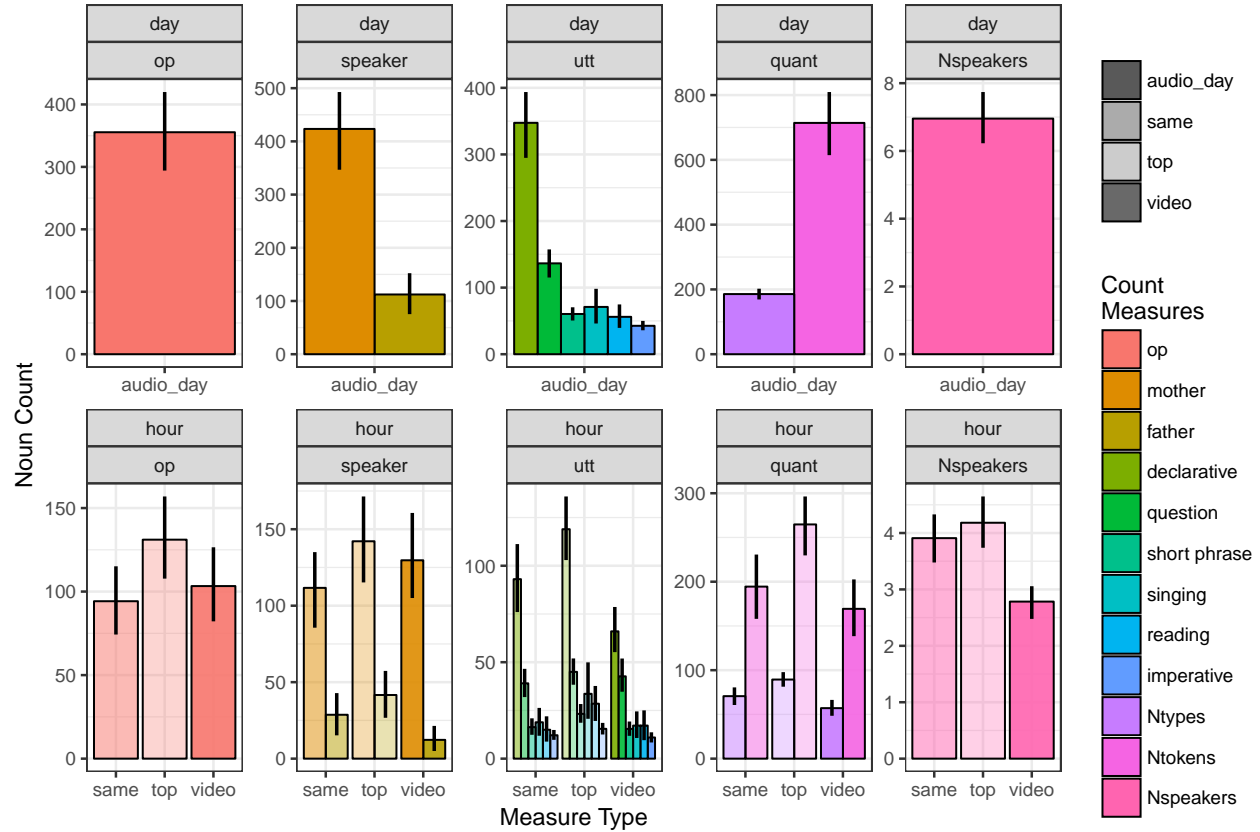 day day day day day
op speaker utt quant Nspeakers
400
300
200
100
0
audio_day
500
400
300
200
100
0
audio_day
400
300
200
100
0
audio_day
800
600
400
200
0
audio_day
8
6
4
2
0
audio_day
hour hour hour hour hour
op speaker utt quant Nspeakers
150
100
50
0
same top video
150
100
50
0
same top video
100
50
0
same top video
300
200
100
0
same top video
4
3
2
1
0
same top video
Noun Count
Measure Type
audio_day
same
top
video
Count
Measures
op
mother
father
declarative
question
short phrase
singing
reading
imperative
Ntypes
Ntokens
Nspeakers